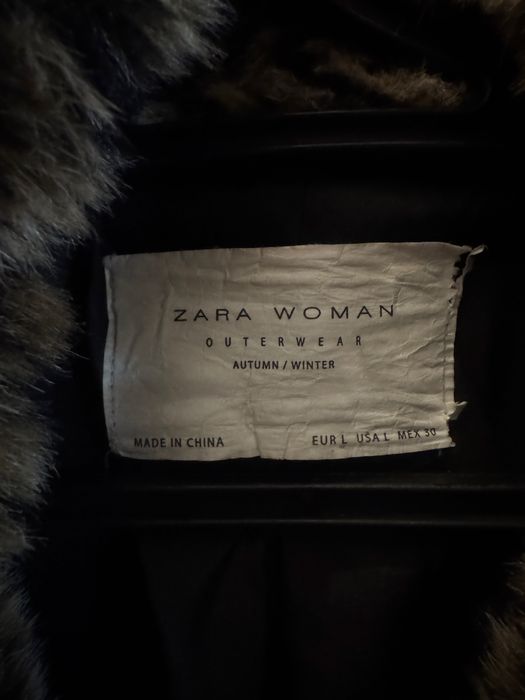 ZARA WOMAN
OUTERWEAR
AUTUMN / WINTER
MADE IN CHINA
EUR L USA L MEX 30